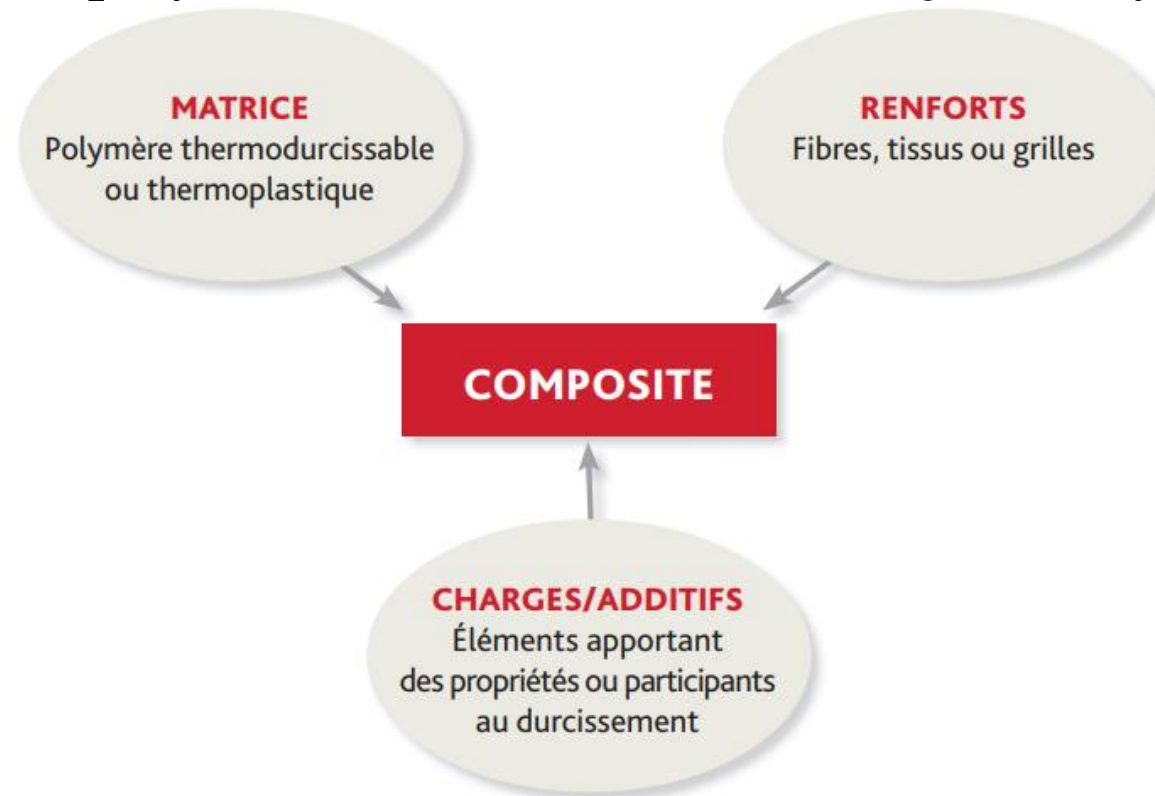 MATRICE
Polymère thermodurcissable
ou thermoplastique
RENFORTS
Fibres, tissus ou grilles
COMPOSITE
CHARGES/ADDITIFS
Éléments apportant
des propriétés ou participants
au durcissement